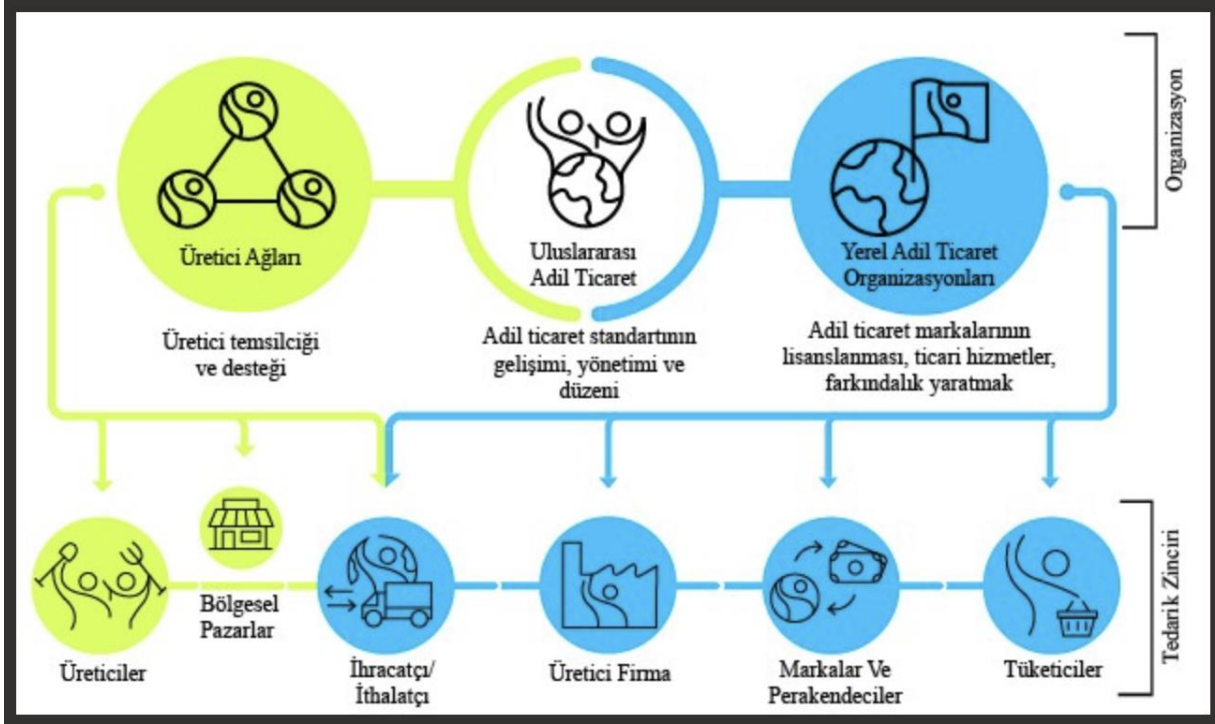 Organizasyon
Üretici Ağları
Uluslararası
Adil Ticaret
Yerel Adil Ticaret
Organizasyonları
Üretici temsilciği
ve desteği
Adil ticaret standartının
gelişimi, yönetimi ve
düzeni
Adil ticaret markalarının
lisanslanması, ticari hizmetler,
farkındalık yaratmak
Tedarik Zinciri
Üreticiler
Bölgesel
Pazarlar
İhracatçı/
İthalatçı
Üretici Firma
Markalar Ve
Perakendeciler
Tüketiciler